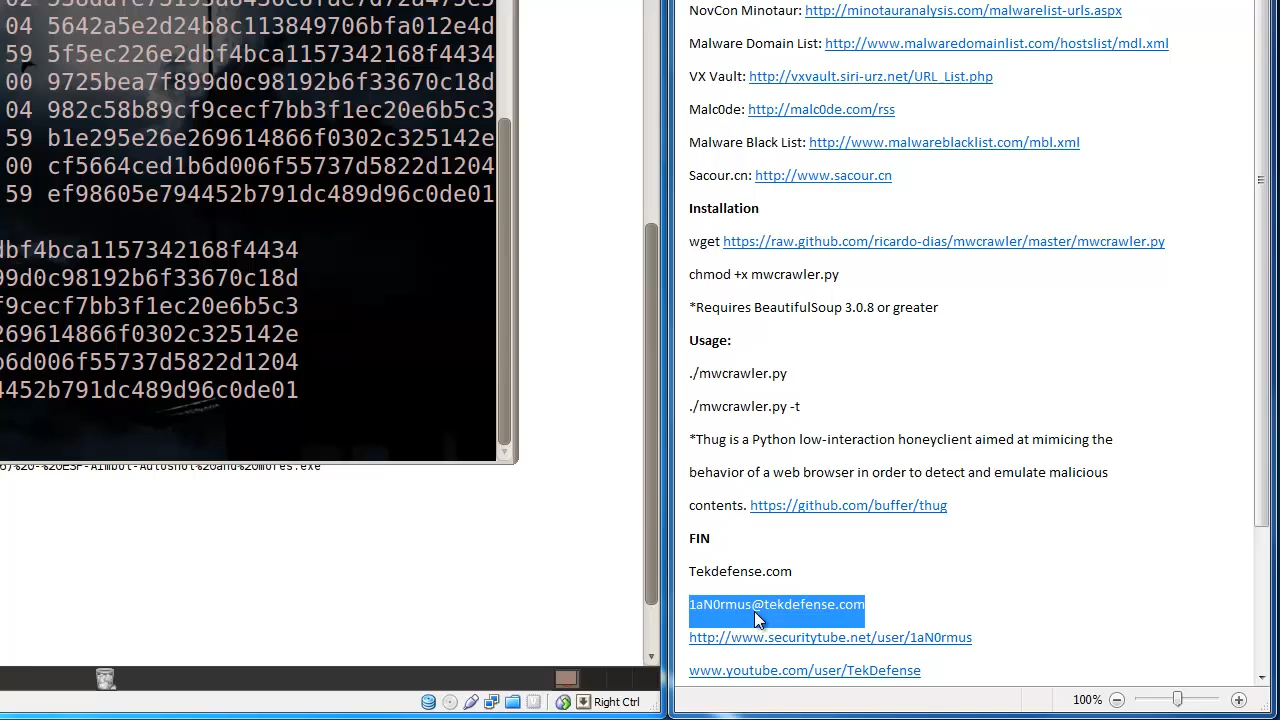 04 5642a5e2d24b8c113849706bfa012e4d
59 5f5ec226e2dbf4bca1157342168f4434
00 9725bea7f899d0c98192b6f33670c18d
04 982c58b89cf9cecf7bb3f1ec20e6b5c3
59 b1e295e26e269614866f0302c325142e
00 cf5664ced1b6d006f55737d5822d1204
59 ef98605e794452b791dc489d96c0de01
dbf4bca1157342168f4434
99d0c98192b6f33670c18d
f9cecf7bb3f1ec20e6b5c3
269614866f0302c325142e
b6d006f55737d5822d1204
4452b791dc489d96c0de01
Right Ctrl
NovCon Minotaur: http://minotauranalysis.com/malwarelist-urls.aspx
Malware Domain List: http://www.malwaredomainlist.com/hostslist/mdl.xml
VX Vault: http://vxvault.siri-urz.net/URL_List.php
Malc0de: http://malc0de.com/rss
Malware Black List: http://www.malwareblacklist.com/mbl.xml
Sacour.cn: http://www.sacour.cn
Installation
wget https://raw.github.com/ricardo-dias/mwcrawler/master/mwcrawler.py
chmod +x mwcrawler.py
*Requires BeautifulSoup 3.0.8 or greater
Usage:
./mwcrawler.py
./mwcrawler.py -t
*Thug is a Python low-interaction honeyclient aimed at mimicing the
behavior of a web browser in order to detect and emulate malicious
contents. https://github.com/buffer/thug
FIN
Tekdefense.com
1aN0rmus@tekdefense.com
http://www.securitytube.net/user/1aN0rmus
www.youtube.com/user/TekDefense
100%